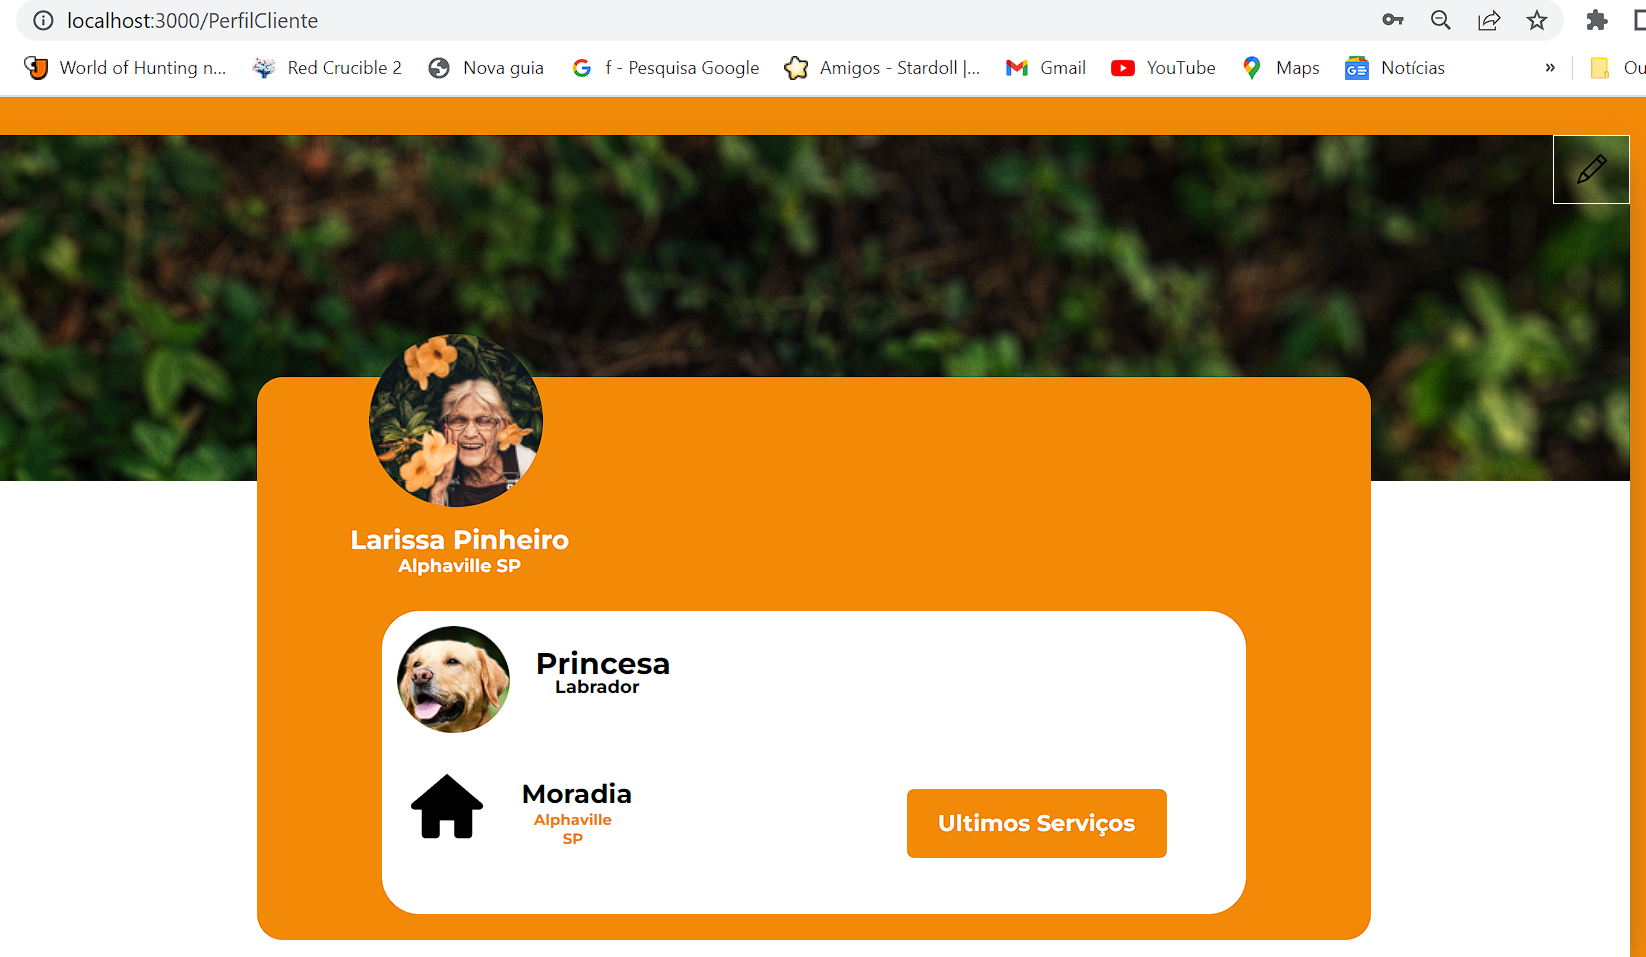 localhost:3000/PerfilCliente
World of Hunting n... Red Crucible 2 Nova guia f - Pesquisa Google Amigos - Stardoll |... Gmail YouTube Maps Notícias » Ou
Larissa Pinheiro
Alphaville SP
Princesa
Labrador
Moradia
Alphaville
SP
Ultimos Serviços